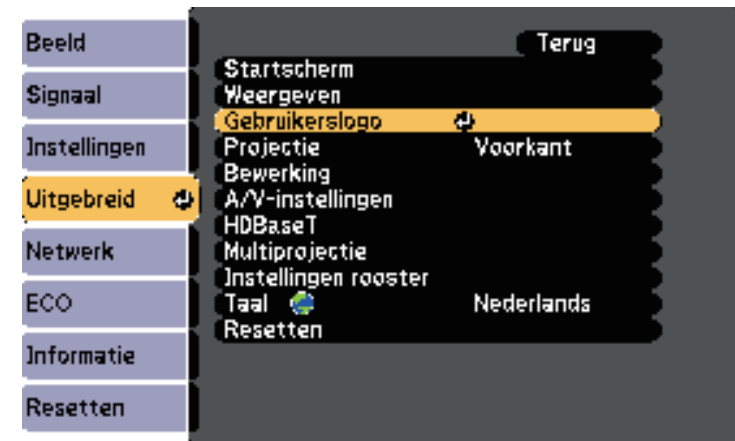 Beeld
Signaal
Instellingen
Uitgebreid
Netwerk
ECO
Informatie
Resetten
Terug
Startscherm
Weergeven
Gebruikerslogo
Projectie Voorkant
Bewerking
A/V-instellingen
HDBaseT
Multiprojectie
Instellingen rooster
Taal Nederlands
Resetten